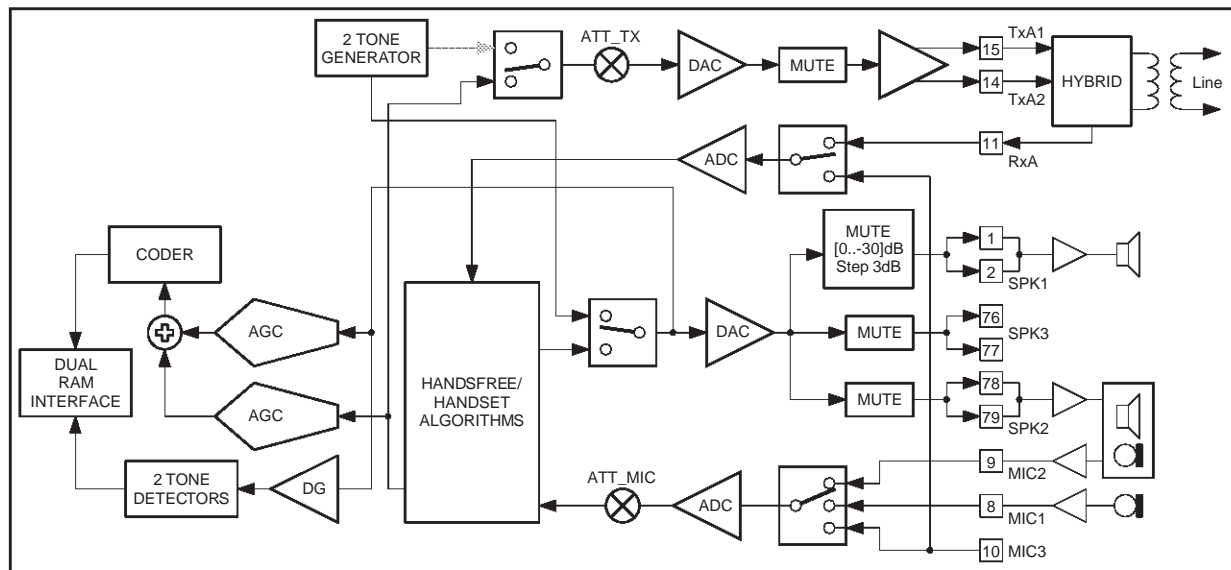 2 TONE
GENERATOR
ATT_TX
DAC
MUTE
15
TxA1
14
TxA2
HYBRID
Line
ADC
11
RxA
CODER
AGC
DUAL
RAM
INTERFACE
AGC
2 TONE
DETECTORS
DG
HANDSFREE/
HANDSET
ALGORITHMS
DAC
MUTE
[0..-30]dB
Step 3dB
1
2
SPK1
MUTE
76
SPK3
77
MUTE
78
79
SPK2
ATT_MIC
ADC
9
MIC2
8
MIC1
10
MIC3